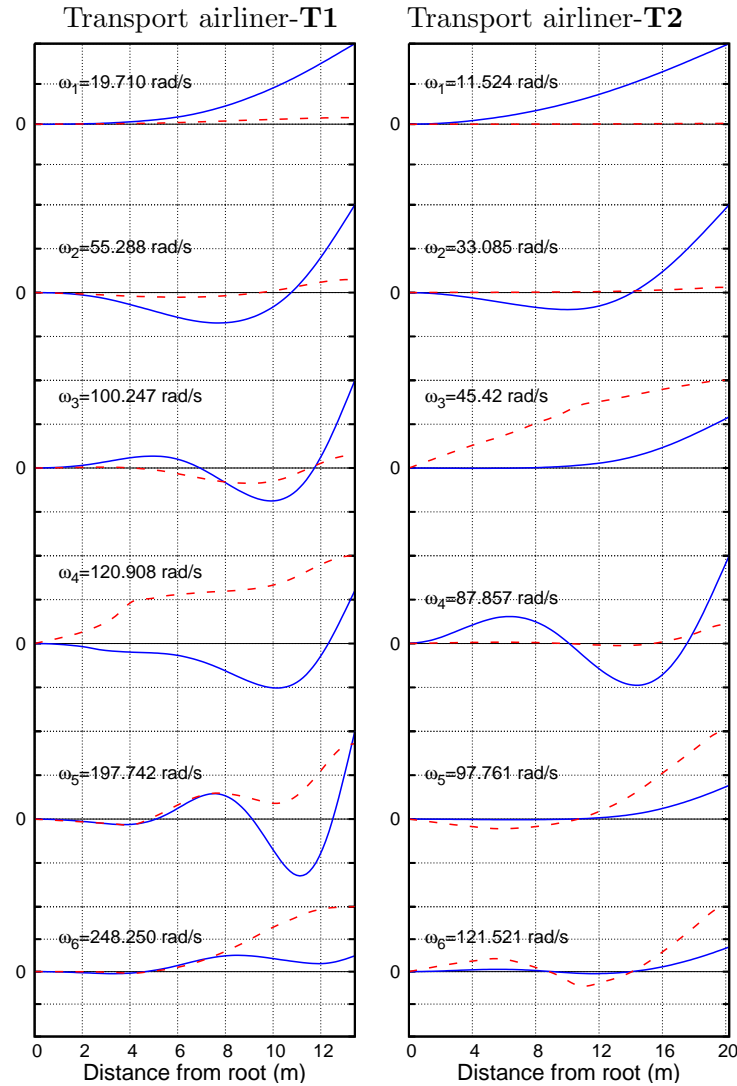 Transport airliner-T1
Transport airliner-T2
ω1=19.710 rad/s
0
ω2=55.288 rad/s
0
ω3=100.247 rad/s
0
ω4=120.908 rad/s
0
ω5=197.742 rad/s
0
ω6=248.250 rad/s
0
0 2 4 6 8 10 12
Distance from root (m)
ω1=11.524 rad/s
0
ω2=33.085 rad/s
0
ω3=45.42 rad/s
0
ω4=87.857 rad/s
0
ω5=97.761 rad/s
0
ω6=121.521 rad/s
0
0 4 8 12 16 20
Distance from root (m)